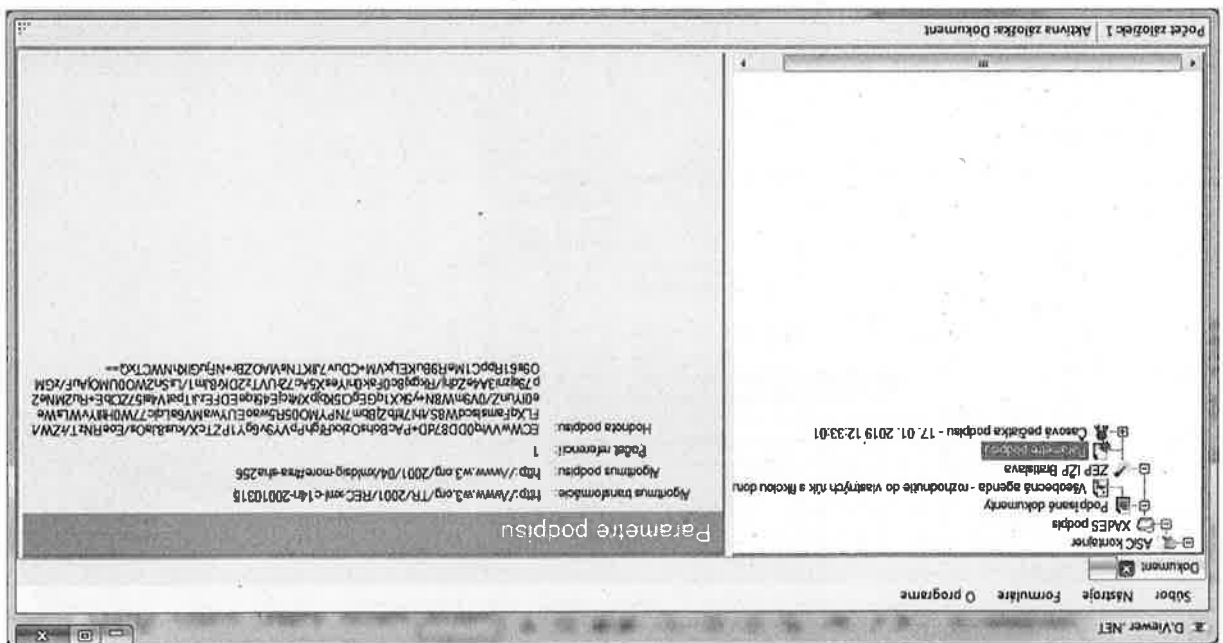 D.Viewer .NET
Súbor Nástroje Formuláre O programe
Dokument
ASC kontajner
XAdES podpis
Podpísané dokumenty
Všeobecná agenda - rozhodnutie do vlastných rúk s fikciou doru
ZEP IŽP Bratislava
Parametre podpisu
Časová pečiatka podpisu - 17. 01. 2019 12:33:01
Parametre podpisu
Algoritmus transformácie: http://www.w3.org/TR/2001/REC-xml-c14n-20010315
Algoritmus podpisu: http://www.w3.org/2001/04/xmldsig-more#rsa-sha256
Počet referencií: 1
Hodnota podpisu:
Počet záložiek: 1 Aktívna záložka: Dokument